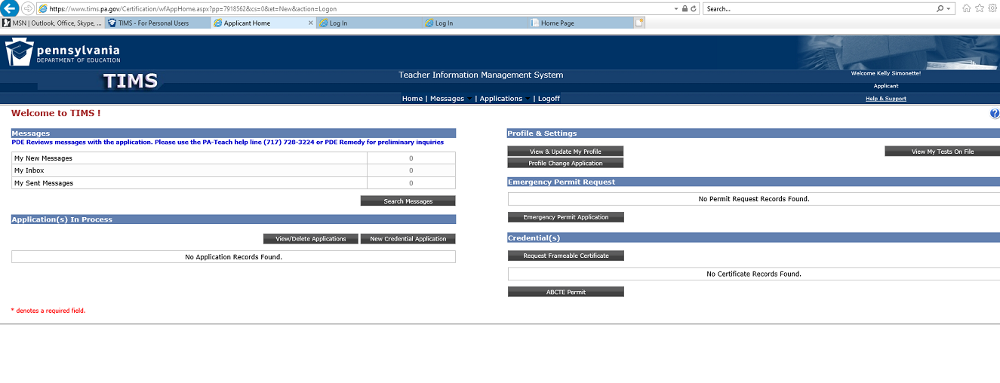 https://www.tims.pa.gov/Certification/wfAppHome.aspx?pp=7918562&cs=0&et=New&action=Logon
Search...
MSN | Outlook, Office, Skype, ...
TIMS - For Personal Users
Applicant Home
Log In
Log In
Home Page
pennsylvania
DEPARTMENT OF EDUCATION
TIMS
Teacher Information Management System
Welcome Kelly Simonette!
Applicant
Home | Messages | Applications | Logoff
Help & Support
Welcome to TIMS !
Messages
PDE Reviews messages with the application. Please use the PA-Teach help line (717) 728-3224 or PDE Remedy for preliminary inquiries
My New Messages 0
My Inbox 0
My Sent Messages 0
Search Messages
Application(s) In Process
View/Delete Applications
New Credential Application
No Application Records Found.
* denotes a required field.
Profile & Settings
View & Update My Profile
View My Tests On File
Profile Change Application
Emergency Permit Request
No Permit Request Records Found.
Emergency Permit Application
Credential(s)
Request Frameable Certificate
No Certificate Records Found.
ABCTE Permit